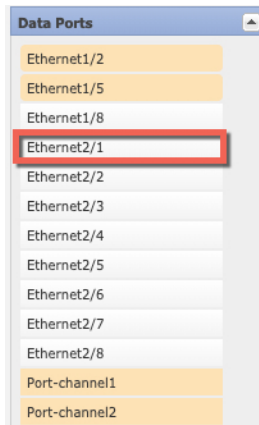 Data Ports
Ethernet1/2
Ethernet1/5
Ethernet1/8
Ethernet2/1
Ethernet2/2
Ethernet2/3
Ethernet2/4
Ethernet2/5
Ethernet2/6
Ethernet2/7
Ethernet2/8
Port-channel1
Port-channel2